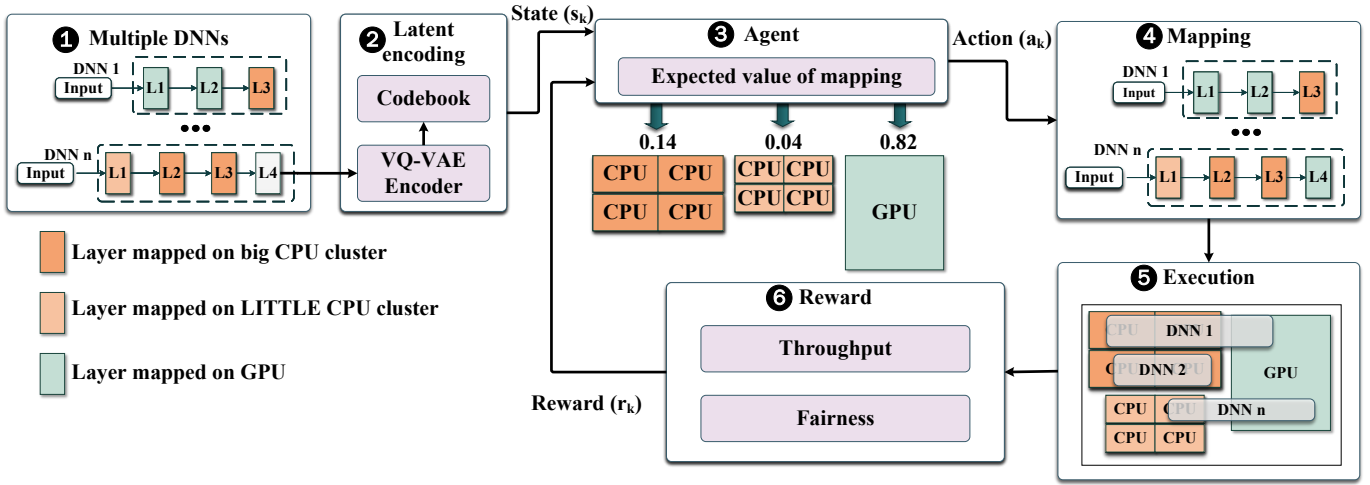 1 Multiple DNNs
DNN 1
Input
L1 L2 L3
DNN n
Input
L1 L2 L3 L4
Layer mapped on big CPU cluster
Layer mapped on LITTLE CPU cluster
Layer mapped on GPU
2 Latent
encoding
Codebook
VQ-VAE
Encoder
State (sk)
3 Agent
Expected value of mapping
0.14 0.04 0.82
CPU CPU
CPU CPU
CPU CPU
CPU CPU
GPU
Action (ak)
4 Mapping
DNN 1
Input
L1 L2 L3
DNN n
Input
L1 L2 L3 L4
5 Execution
CPU DNN 1
CPU CPU DNN 2
GPU
CPU CPU DNN n
CPU CPU
6 Reward
Throughput
Fairness
Reward (rk)